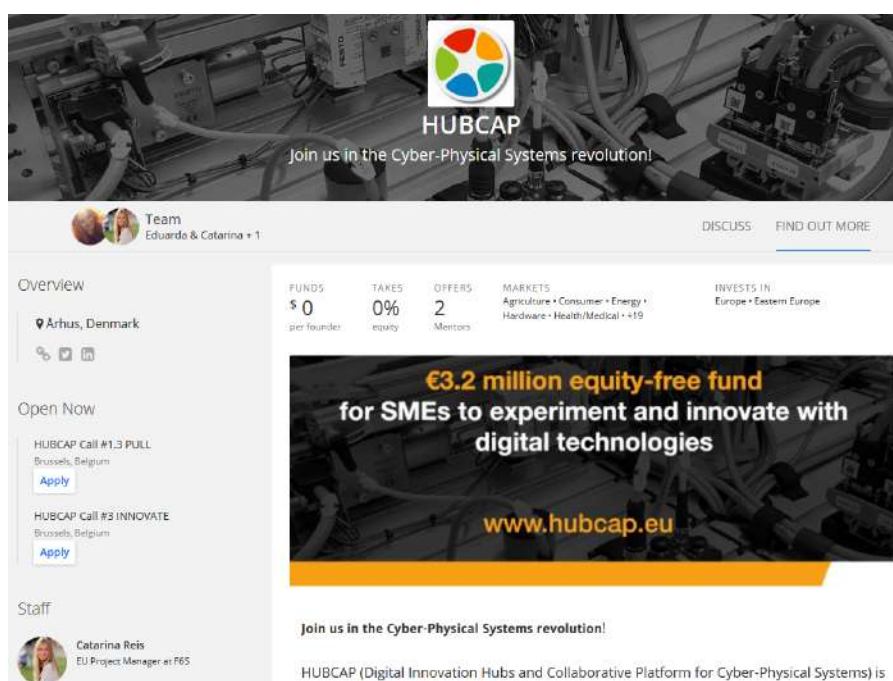 HUBCAP
Join us in the Cyber-Physical Systems revolution!
Team
Eduarda & Catarina + 1
DISCUSS FIND OUT MORE
Overview
Århus, Denmark
Open Now
HUBCAP Call #1.3 PULL
Brussels, Belgium
Apply
HUBCAP Call #3 INNOVATE
Brussels, Belgium
Apply
Staff
Catarina Reis
EU Project Manager at F6S
FUNDS TAKES OFFERS MARKETS INVESTS IN
$ 0 0% 2 Agriculture • Consumer • Energy • Europe • Eastern Europe
per founder equity Mentors Hardware • Health/Medical • +19
€3.2 million equity-free fund
for SMEs to experiment and innovate with
digital technologies
www.hubcap.eu
Join us in the Cyber-Physical Systems revolution!
HUBCAP (Digital Innovation Hubs and Collaborative Platform for Cyber-Physical Systems) is